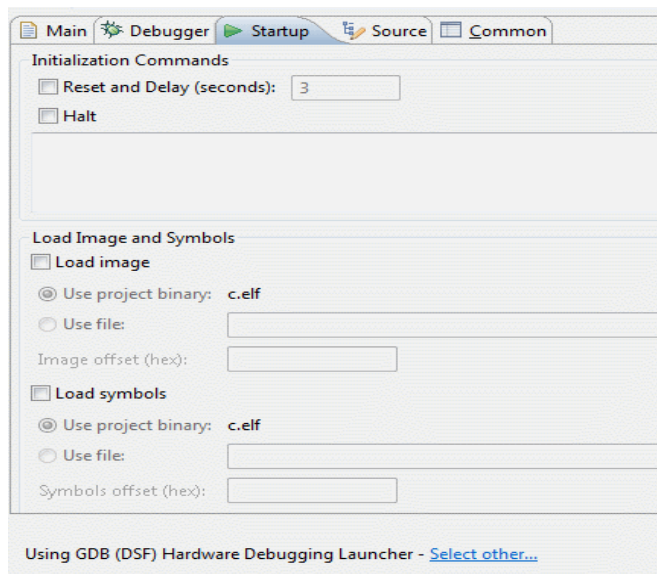 Main Debugger Startup Source Common
Initialization Commands
Reset and Delay (seconds): 3
Halt
Load Image and Symbols
Load image
Use project binary: c.elf
Use file:
Image offset (hex):
Load symbols
Use project binary: c.elf
Use file:
Symbols offset (hex):
Using GDB (DSF) Hardware Debugging Launcher - Select other...